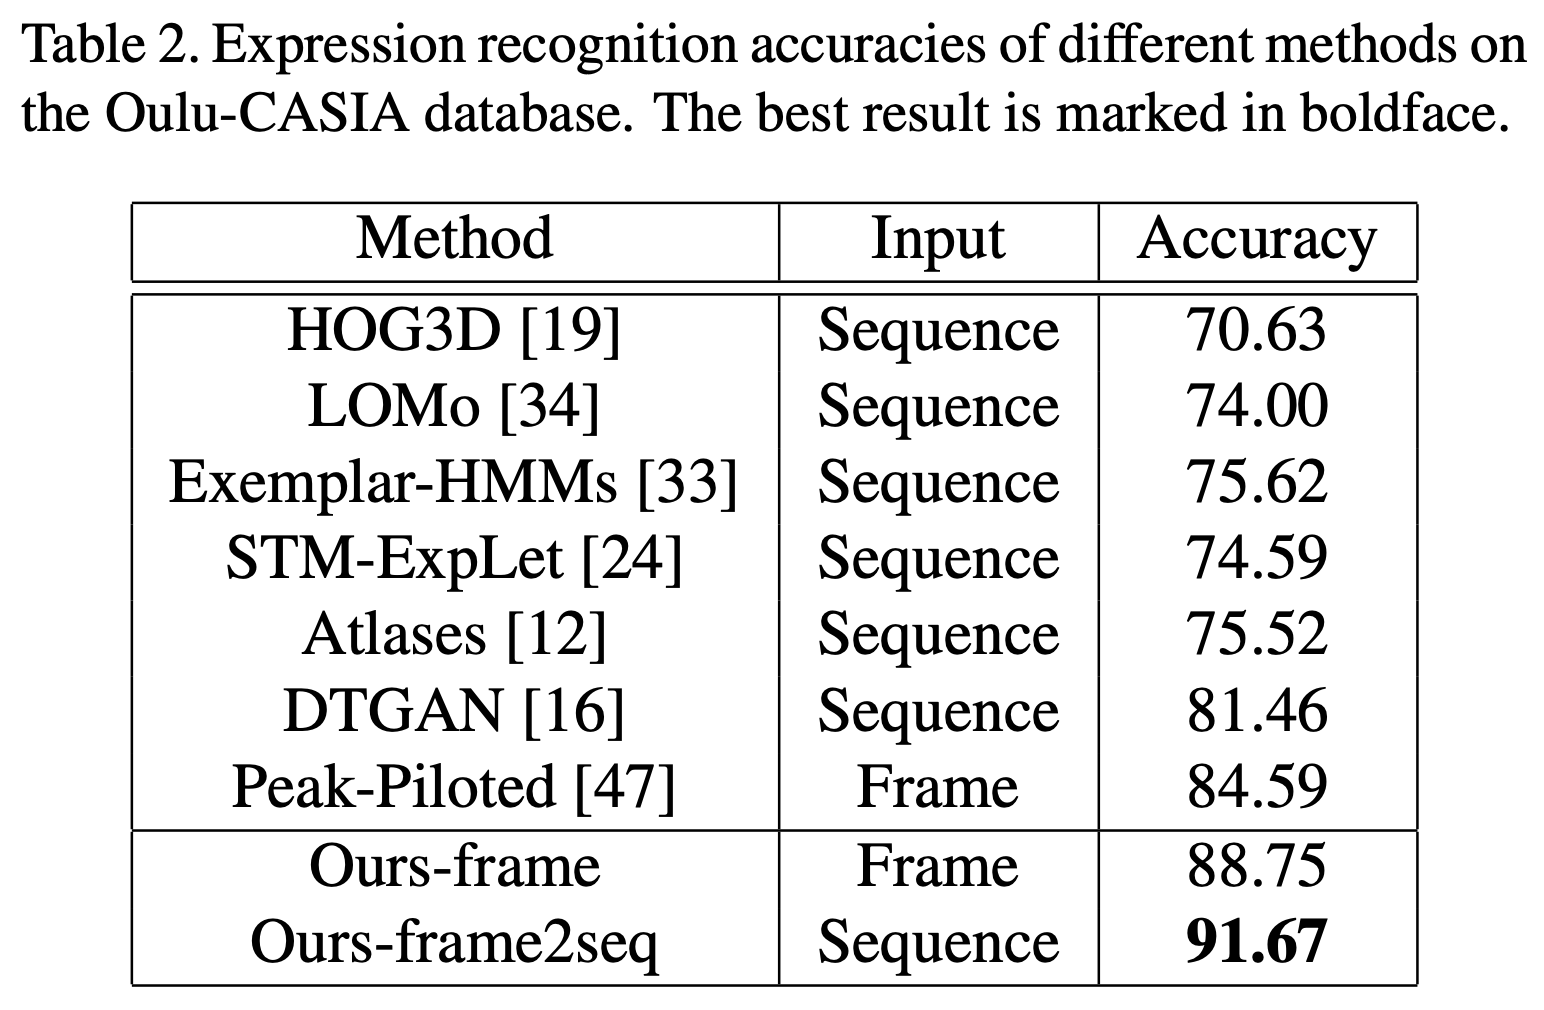 Table 2. Expression recognition accuracies of different methods on
the Oulu-CASIA database. The best result is marked in boldface.
Method Input Accuracy
HOG3D [19] Sequence 70.63
LOMo [34] Sequence 74.00
Exemplar-HMMs [33] Sequence 75.62
STM-ExpLet [24] Sequence 74.59
Atlases [12] Sequence 75.52
DTGAN [16] Sequence 81.46
Peak-Piloted [47] Frame 84.59
Ours-frame Frame 88.75
Ours-frame2seq Sequence 91.67